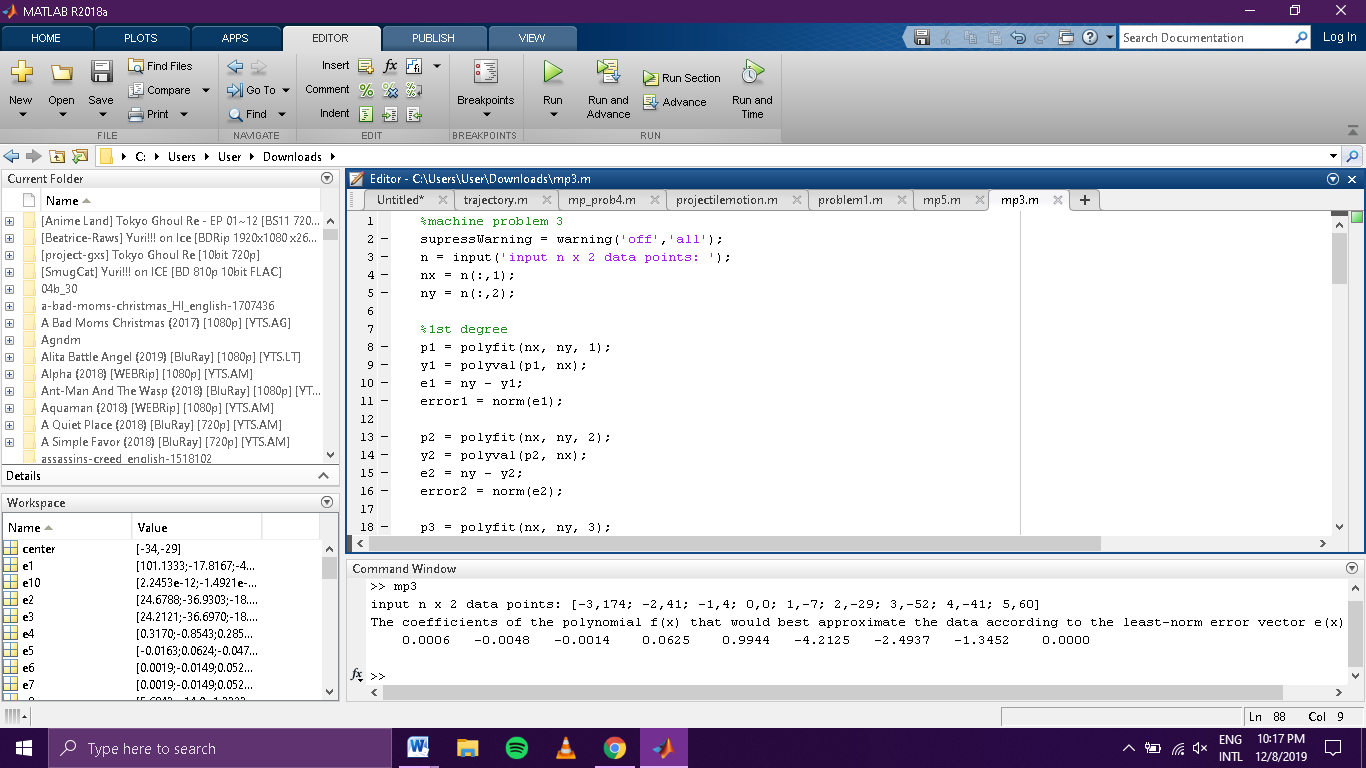 MATLAB R2018a
HOME PLOTS APPS EDITOR PUBLISH VIEW
Search Documentation Log In
New Open Save
Find Files
Compare
Print
Go To
Find
Insert fx
Comment
Indent
Breakpoints
Run
Run and Advance
Run Section
Advance
Run and Time
FILE NAVIGATE EDIT BREAKPOINTS RUN
C: Users User Downloads
Current Folder
Name
[Anime Land] Tokyo Ghoul Re - EP 01~12 [BS11 720...
[Beatrice-Raws] Yuri!!! on Ice [BDRip 1920x1080 x26...
[project-gxs] Tokyo Ghoul Re [10bit 720p]
[SmugCat] Yuri!!! on ICE [BD 810p 10bit FLAC]
04b_30
a-bad-moms-christmas_HI_english-1707436
A Bad Moms Christmas (2017) [1080p] [YTS.AG]
Agndm
Alita Battle Angel (2019) [BluRay] [1080p] [YTS.LT]
Alpha (2018) [WEBRip] [1080p] [YTS.AM]
Ant-Man And The Wasp (2018) [BluRay] [1080p] [YT...
Aquaman (2018) [WEBRip] [1080p] [YTS.AM]
A Quiet Place (2018) [BluRay] [720p] [YTS.AM]
A Simple Favor (2018) [BluRay] [720p] [YTS.AM]
assassins-creed_english-1518102
Details
Workspace
Name Value
center [-34,-29]
e1 [101.1333;-17.8167;-4...
e10 [2.2453e-12;-1.4921e-...
e2 [24.6788;-36.9303;-18....
e3 [24.2121;-36.6970;-18....
e4 [0.3170;-0.8543;0.285...
e5 [-0.0163;0.0624;-0.047...
e6 [0.0019;-0.0149;0.052...
e7 [0.0019;-0.0149;0.052...
Editor - C:\Users\User\Downloads\mp3.m
Untitled* trajectory.m mp_prob4.m projectilemotion.m problem1.m mp5.m mp3.m
1 %machine problem 3
2 – supressWarning = warning('off','all');
3 – n = input('input n x 2 data points: ');
4 – nx = n(:,1);
5 – ny = n(:,2);
6
7 %1st degree
8 – p1 = polyfit(nx, ny, 1);
9 – y1 = polyval(p1, nx);
10 – e1 = ny - y1;
11 – error1 = norm(e1);
12
13 – p2 = polyfit(nx, ny, 2);
14 – y2 = polyval(p2, nx);
15 – e2 = ny - y2;
16 – error2 = norm(e2);
17
18 – p3 = polyfit(nx, ny, 3);
Command Window
>> mp3
input n x 2 data points: [-3,174; -2,41; -1,4; 0,0; 1,-7; 2,-29; 3,-52; 4,-41; 5,60]
The coefficients of the polynomial f(x) that would best approximate the data according to the least-norm error vector e(x)
0.0006 -0.0048 -0.0014 0.0625 0.9944 -4.2125 -2.4937 -1.3452 0.0000
fx >>
Ln 88 Col 9
Type here to search
ENG INTL
10:17 PM
12/8/2019